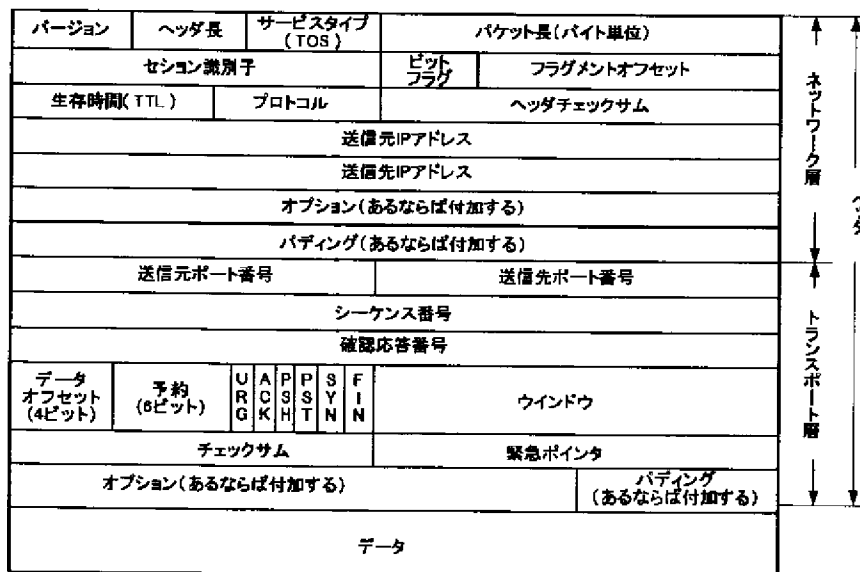 バージョン
ヘッダ長
サービスタイプ
(TOS)
パケット長(バイト単位)
セション識別子
ビット
フラグ
フラグメントオフセット
生存時間(TTL)
プロトコル
ヘッダチェックサム
送信元IPアドレス
送信先IPアドレス
オプション(あるならば付加する)
パディング(あるならば付加する)
送信元ポート番号
送信先ポート番号
シーケンス番号
確認応答番号
データ
オフセット
(4ビット)
予約
(6ビット)
URG
ACK
PSH
PST
SYN
FIN
ウインドウ
チェックサム
緊急ポインタ
オプション(あるならば付加する)
パディング
(あるならば付加する)
データ
ネットワーク層
トランスポート層
ヘッダ